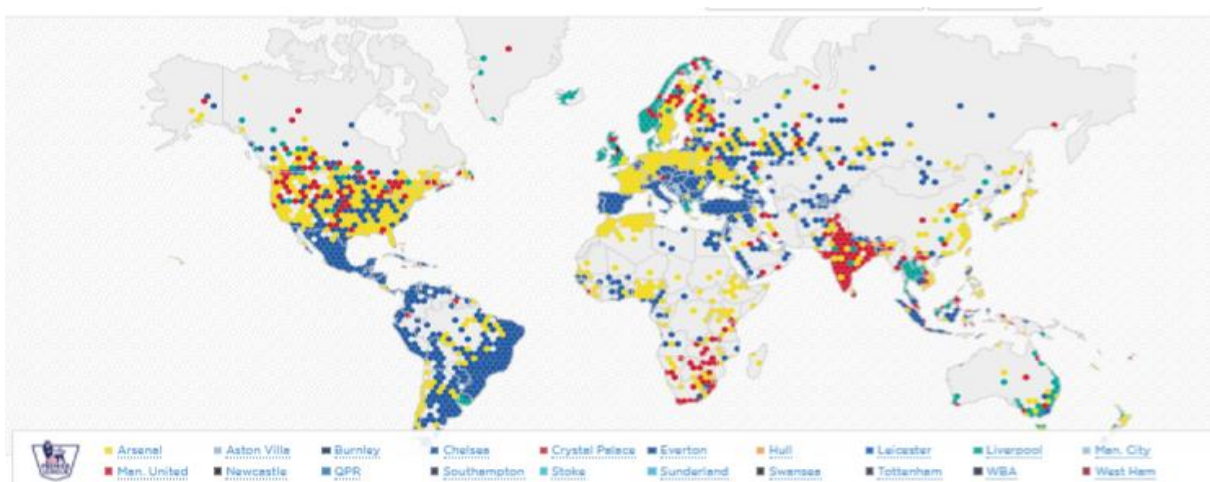 Arsenal Aston Villa Burnley Chelsea Crystal Palace Everton Hull Leicester Liverpool Man. City
Man. United Newcastle QPR Southampton Stoke Sunderland Swansea Tottenham WBA West Ham